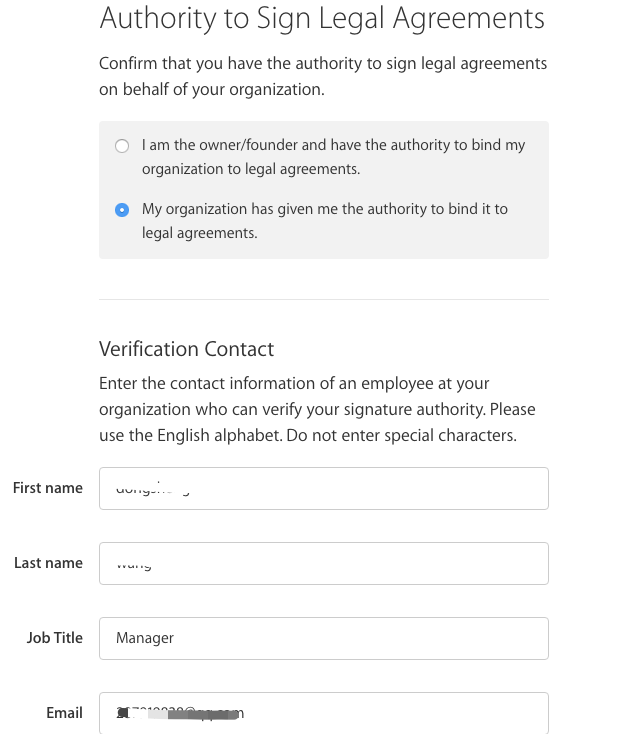 Authority to Sign Legal Agreements
Confirm that you have the authority to sign legal agreements
on behalf of your organization.
I am the owner/founder and have the authority to bind my
organization to legal agreements.
My organization has given me the authority to bind it to
legal agreements.
Verification Contact
Enter the contact information of an employee at your
organization who can verify your signature authority. Please
use the English alphabet. Do not enter special characters.
First name
Last name
Job Title
Manager
Email